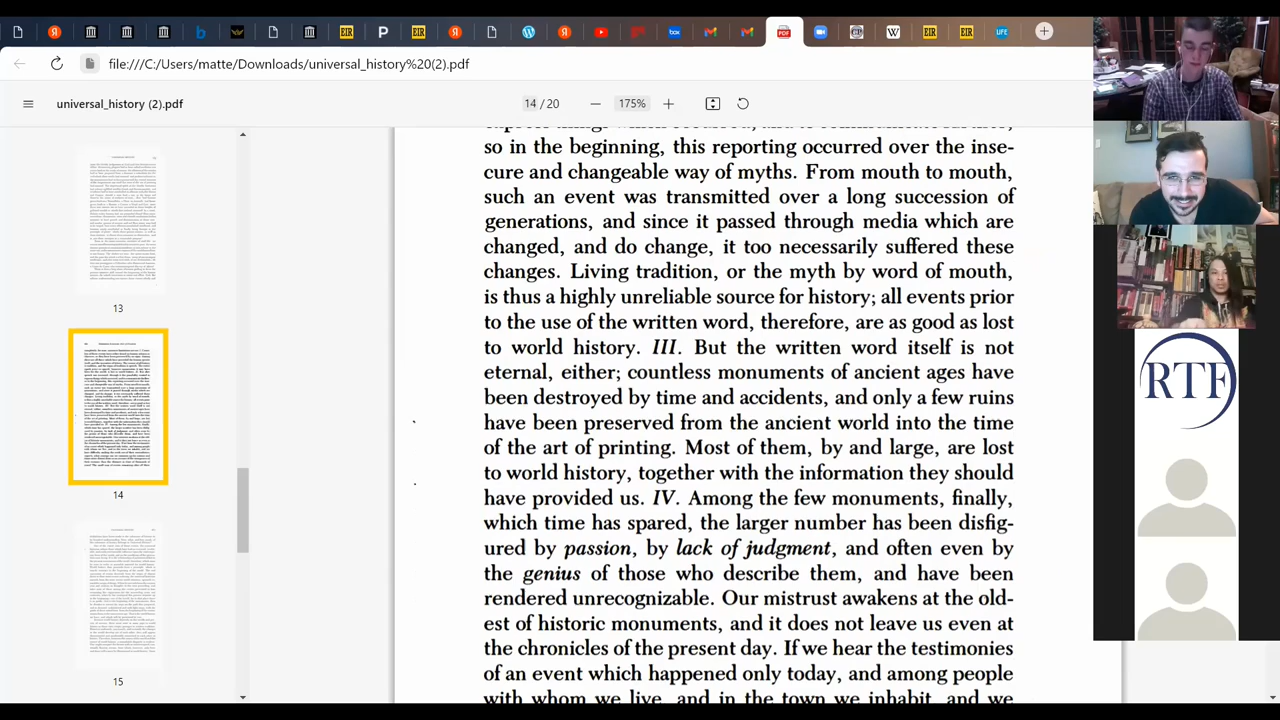 file:///C:/Users/matte/Downloads/universal_history%20(2).pdf
universal_history (2).pdf
14 / 20
175%
13
14
15
so in the beginning, this reporting occurred over the inse-
cure and changeable way of myths. From mouth to mouth,
such an event was transmitted over a long succession of
generations, and since it passed through media which are
changed and do change, it too necessarily suffered these
changes. Living tradition, or the myth by word of mouth,
is thus a highly unreliable source for history; all events prior
to the use of the written word, therefore, are as good as lost
to world history. III. But the written word itself is not
eternal either; countless monuments of ancient ages have
been destroyed by time and accidents, and only a few ruins
have been preserved from the ancient world into the times
of the art of printing. Most of them, by and large, are lost
to world history, together with the information they should
have provided us. IV. Among the few monuments, finally,
which time has spared, the larger number has been disfig-
ured by passion, by lack of judgment, and often even by
the genius of those who describe them, and have been
rendered unrecognizable. Our mistrust awakens at the old-
est of historic monuments, and it does not leave us even at
the chronicles of the present day. If we hear the testimonies
of an event which happened only today, and among people
with whom we live, and in the town we inhabit, and we
RTF